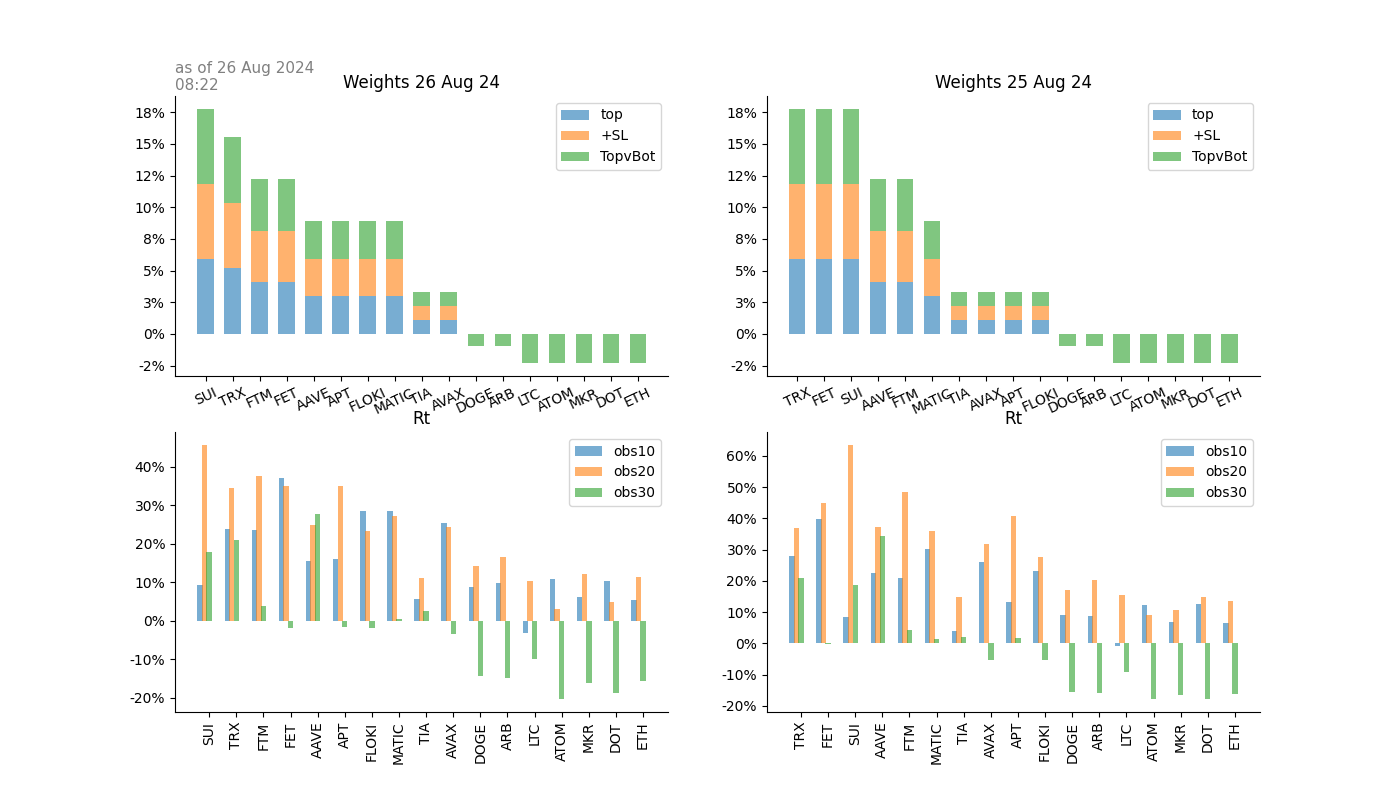 as of 26 Aug 2024
08:22
Weights 26 Aug 24
18%
15%
12%
10%
8%
5%
3%
0%
-2%
top
+SL
TopvBot
SUI TRX FTM FET AAVE APT FLOKI MATIC TIA AVAX DOGE ARB LTC ATOM MKR DOT ETH
Weights 25 Aug 24
18%
15%
12%
10%
8%
5%
3%
0%
-2%
top
+SL
TopvBot
TRX FET SUI AAVE FTM MATIC TIA AVAX APT FLOKI DOGE ARB LTC ATOM MKR DOT ETH
Rt
40%
30%
20%
10%
0%
-10%
-20%
obs10
obs20
obs30
SUI TRX FTM FET AAVE APT FLOKI MATIC TIA AVAX DOGE ARB LTC ATOM MKR DOT ETH
Rt
60%
50%
40%
30%
20%
10%
0%
-10%
-20%
obs10
obs20
obs30
TRX FET SUI AAVE FTM MATIC TIA AVAX APT FLOKI DOGE ARB LTC ATOM MKR DOT ETH